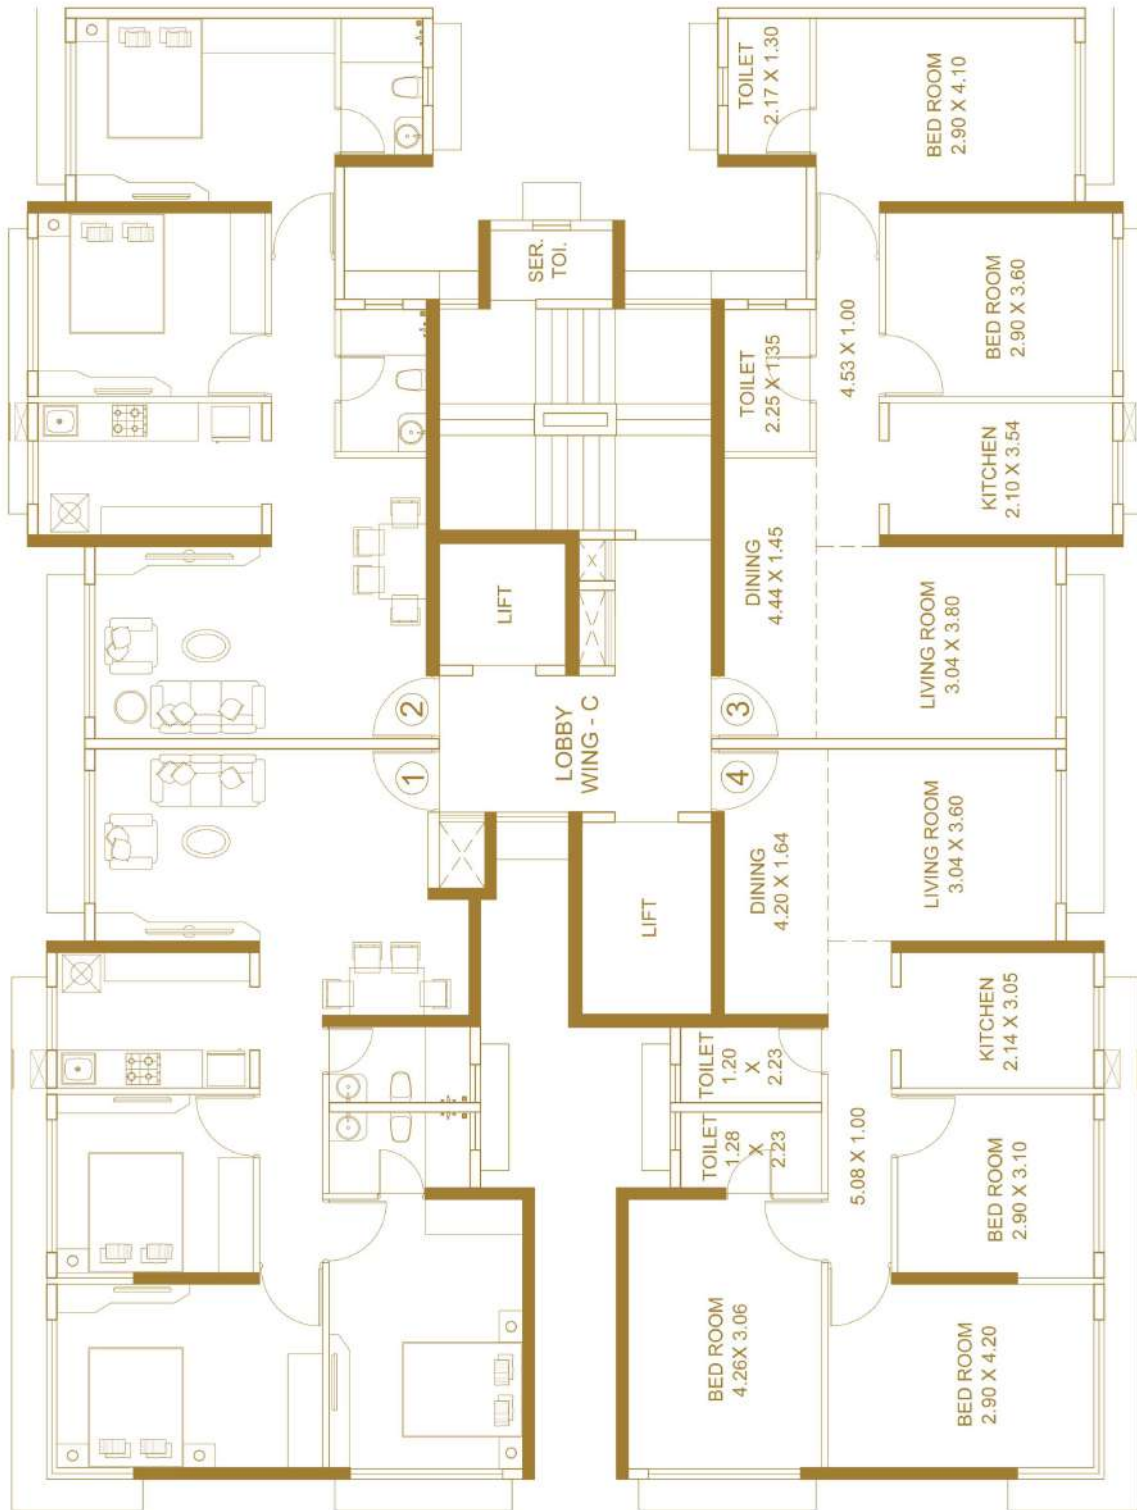 TOILET
2.17 X 1.30
BED ROOM
2.90 X 4.10
SER.
TOI.
TOILET
2.25 X 1.35
4.53 X 1.00
BED ROOM
2.90 X 3.60
KITCHEN
2.10 X 3.54
LIFT
DINING
4.44 X 1.45
LIVING ROOM
3.04 X 3.80
2
3
LOBBY
WING - C
1
4
LIFT
DINING
4.20 X 1.64
LIVING ROOM
3.04 X 3.60
KITCHEN
2.14 X 3.05
TOILET
1.20
X
2.23
TOILET
1.28
X
2.23
5.08 X 1.00
BED ROOM
2.90 X 3.10
BED ROOM
4.26X 3.06
BED ROOM
2.90 X 4.20